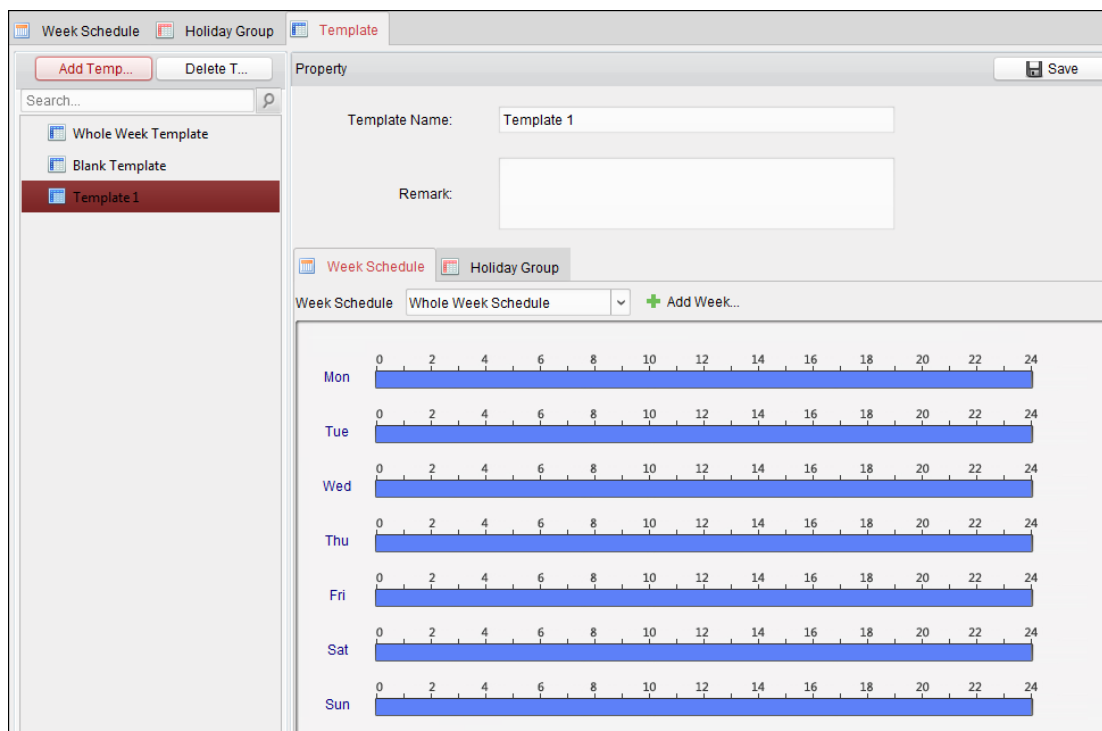 Week Schedule Holiday Group Template
Add Temp... Delete T... Property Save
Search...
Template Name: Template 1
Whole Week Template
Blank Template
Template 1
Remark:
Week Schedule Holiday Group
Week Schedule Whole Week Schedule Add Week...
0 2 4 6 8 10 12 14 16 18 20 22 24
Mon
0 2 4 6 8 10 12 14 16 18 20 22 24
Tue
0 2 4 6 8 10 12 14 16 18 20 22 24
Wed
0 2 4 6 8 10 12 14 16 18 20 22 24
Thu
0 2 4 6 8 10 12 14 16 18 20 22 24
Fri
0 2 4 6 8 10 12 14 16 18 20 22 24
Sat
0 2 4 6 8 10 12 14 16 18 20 22 24
Sun